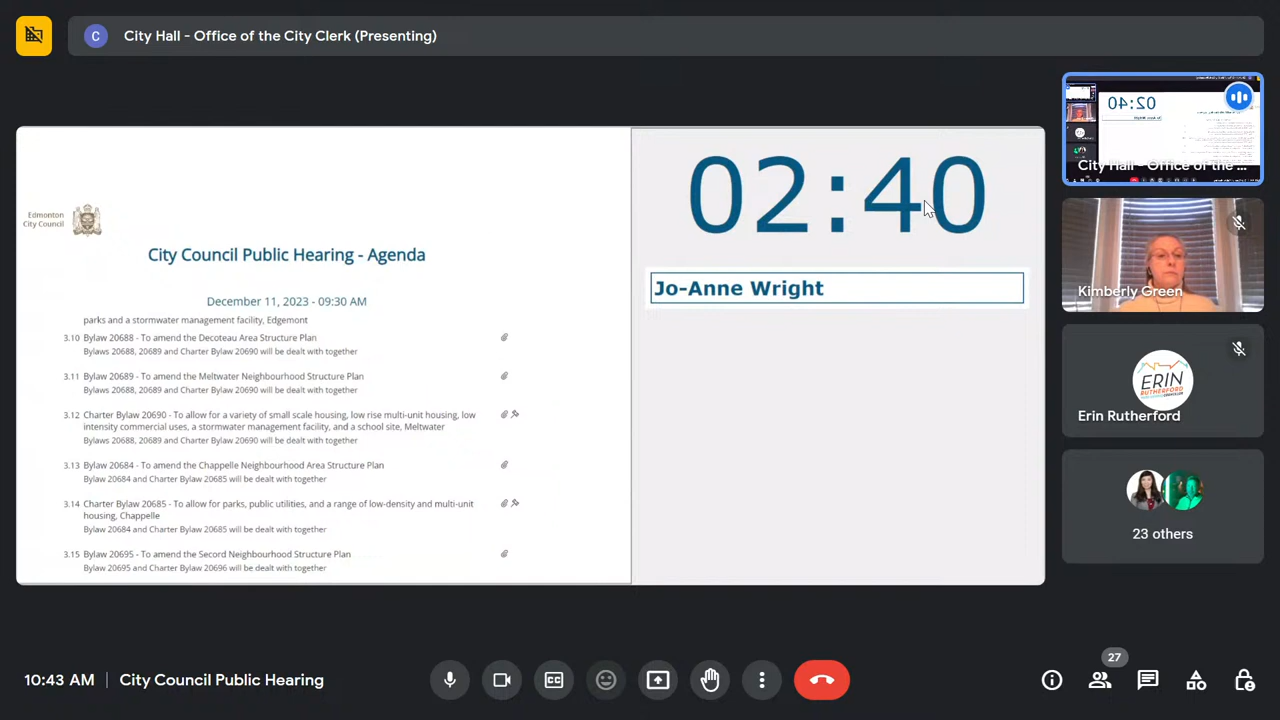 C City Hall - Office of the City Clerk (Presenting)
Edmonton
City Council
City Council Public Hearing - Agenda
December 11, 2023 - 09:30 AM
parks and a stormwater management facility, Edgemont
3.10 Bylaw 20688 - To amend the Decoteau Area Structure Plan
Bylaws 20688, 20689 and Charter Bylaw 20690 will be dealt with together
3.11 Bylaw 20689 - To amend the Meltwater Neighbourhood Structure Plan
Bylaws 20688, 20689 and Charter Bylaw 20690 will be dealt with together
3.12 Charter Bylaw 20690 - To allow for a variety of small scale housing, low rise multi-unit housing, low
intensity commercial uses, a stormwater management facility, and a school site, Meltwater
Bylaws 20688, 20689 and Charter Bylaw 20690 will be dealt with together
3.13 Bylaw 20684 - To amend the Chappelle Neighbourhood Area Structure Plan
Bylaw 20684 and Charter Bylaw 20685 will be dealt with together
3.14 Charter Bylaw 20685 - To allow for parks, public utilities, and a range of low-density and multi-unit
housing, Chappelle
Bylaw 20684 and Charter Bylaw 20685 will be dealt with together
3.15 Bylaw 20695 - To amend the Secord Neighbourhood Structure Plan
Bylaw 20695 and Charter Bylaw 20696 will be dealt with together
02:40
Jo-Anne Wright
02:40
City Hall - Office of the ...
Kimberly Green
ERIN
RUTHERFORD
Erin Rutherford
23 others
10:43 AM | City Council Public Hearing
CC
27